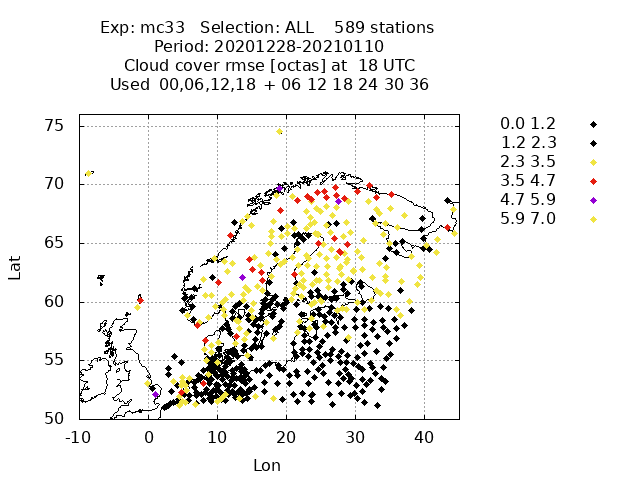 Exp: mc33 Selection: ALL 589 stations
Period: 20201228-20210110
Cloud cover rmse [octas] at 18 UTC
Used 00,06,12,18 + 06 12 18 24 30 36
75
70
65
60
55
50
Lat
-10 0 10 20 30 40
Lon
0.0 1.2
1.2 2.3
2.3 3.5
3.5 4.7
4.7 5.9
5.9 7.0